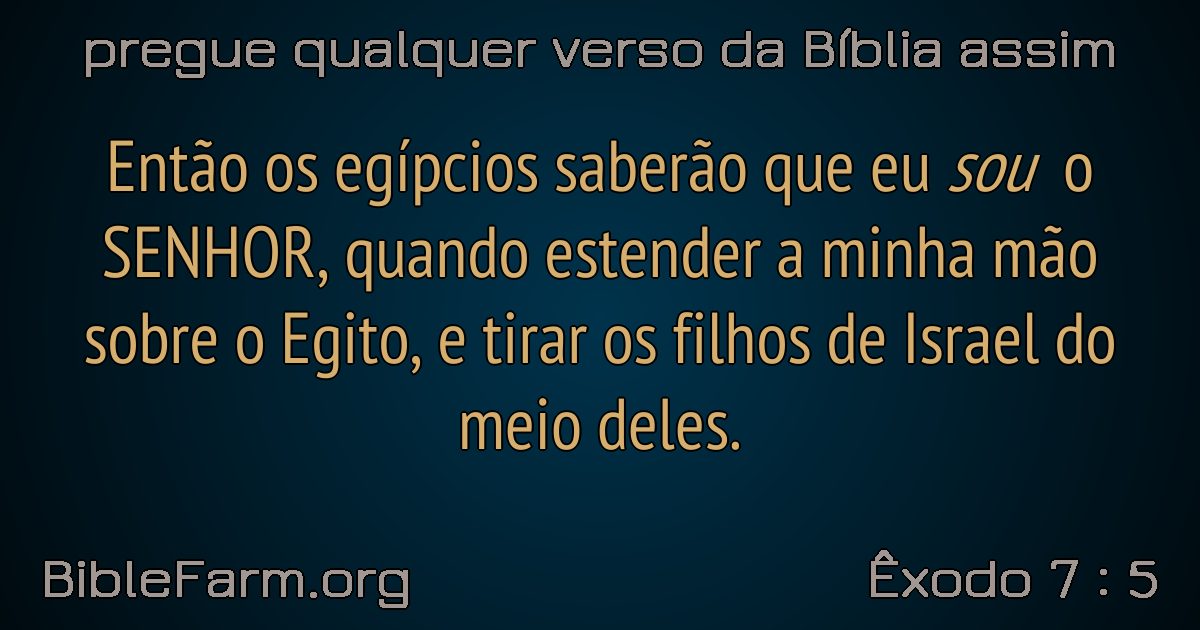 pregue qualquer verso da Bíblia assim
Então os egípcios saberão que eu sou o
SENHOR, quando estender a minha mão
sobre o Egito, e tirar os filhos de Israel do
meio deles.
BibleFarm.org
Êxodo 7 : 5